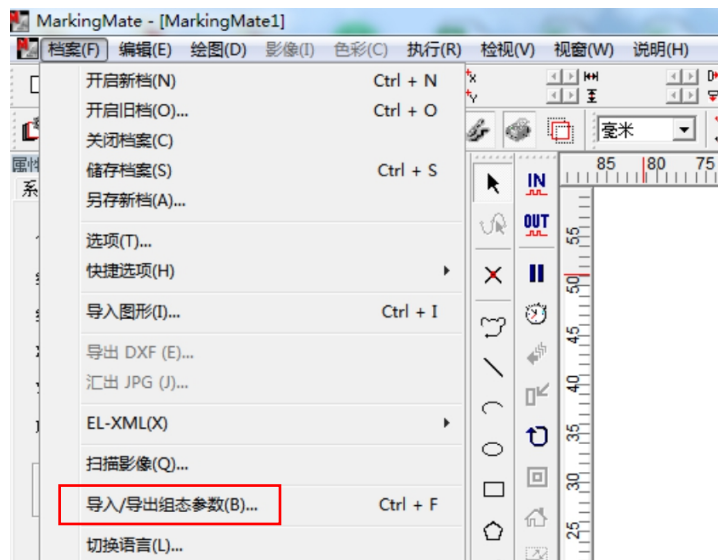 MarkingMate - [MarkingMate1]
档案(F) 编辑(E) 绘图(D) 影像(I) 色彩(C) 执行(R) 检视(V) 视窗(W) 说明(H)
开启新档(N) Ctrl + N
开启旧档(O)... Ctrl + O
关闭档案(C)
储存档案(S) Ctrl + S
另存新档(A)...
选项(T)...
快捷选项(H)
导入图形(I)... Ctrl + I
导出 DXF (E)...
汇出 JPG (J)...
EL-XML(X)
扫描影像(Q)...
导入/导出组态参数(B)... Ctrl + F
切换语言(L)...
X
Y
毫米
属性
系
IN
OUT
85 80 75
55
50
45
40
35
30
25